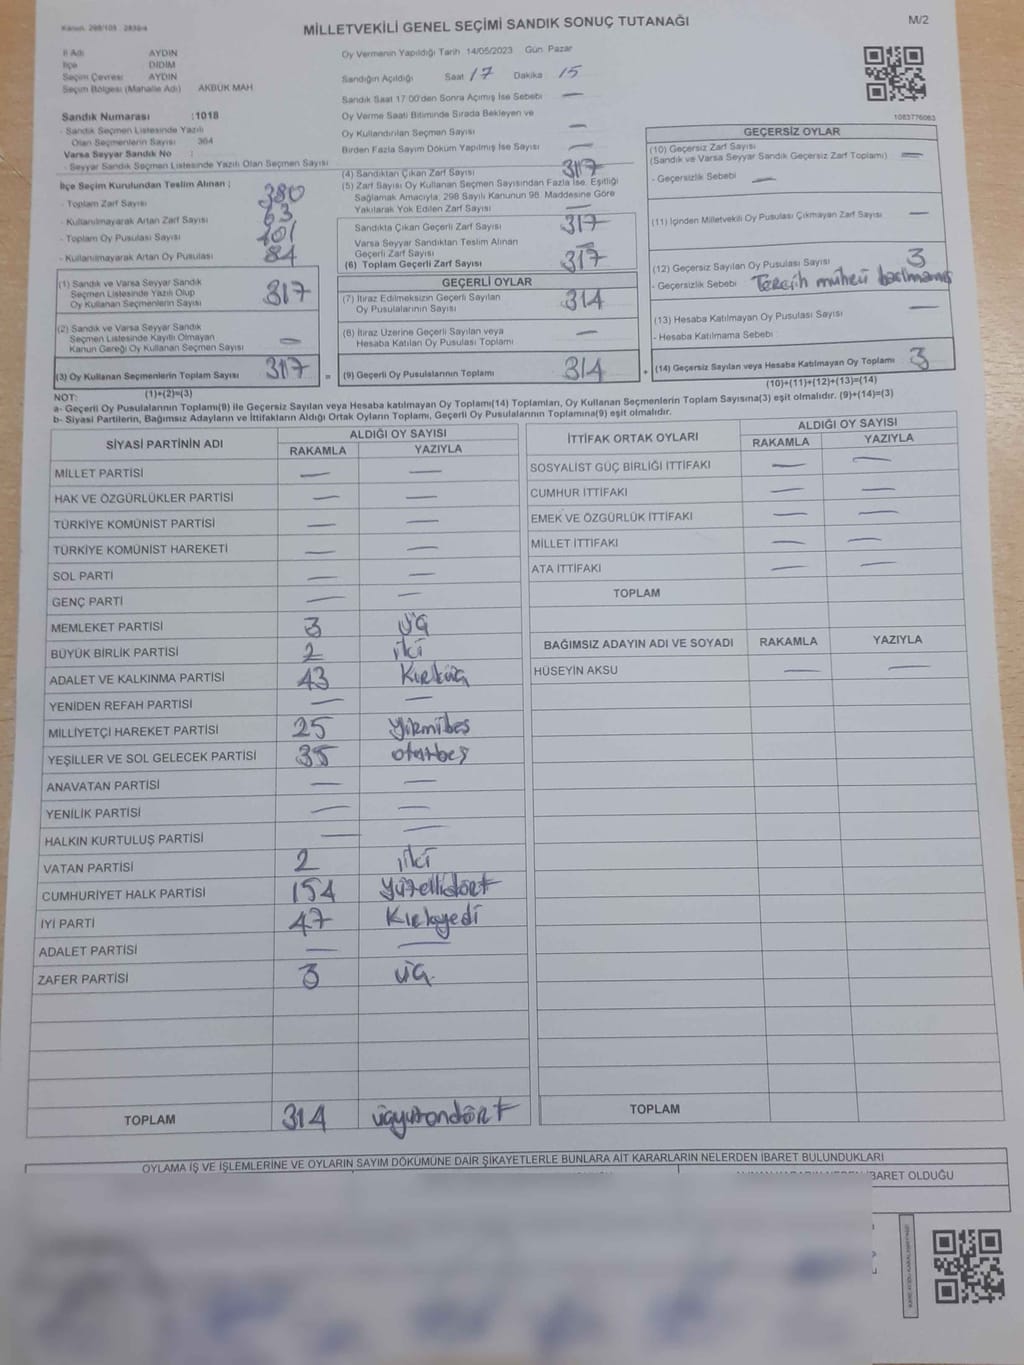 MİLLETVEKİLİ GENEL SEÇİMİ SANDIK SONUÇ TUTANAĞI
M/2
İl Adı AYDIN
İlçe DİDİM
Seçim Çevresi AYDIN
Seçim Bölgesi (Mahalle Adı) AKBÜK MAH
Sandık Numarası : 1018
- Sandık Seçmen Listesinde Yazılı
Olan Seçmenlerin Sayısı 364
Varsa Seyyar Sandık No :
- Seyyar Sandık Seçmen Listesinde Yazılı Olan Seçmen Sayısı
İlçe Seçim Kurulundan Teslim Alınan ;
- Toplam Zarf Sayısı 380
- Kullanılmayarak Artan Zarf Sayısı 63
- Toplam Oy Pusulası Sayısı 401
- Kullanılmayarak Artan Oy Pusulası 84
(1) Sandık ve Varsa Seyyar Sandık
Seçmen Listesinde Yazılı Olup
Oy Kullanan Seçmenlerin Sayısı 317
(2) Sandık ve Varsa Seyyar Sandık
Seçmen Listesinde Kayıtlı Olmayan
Kanun Gereği Oy Kullanan Seçmen Sayısı —
(3) Oy Kullanan Seçmenlerin Toplam Sayısı 317 =
(1)+(2)=(3)
Oy Vermenin Yapıldığı Tarih 14/05/2023 Gün Pazar
Sandığın Açıldığı Saat 17 Dakika 15
Sandık Saat 17:00'den Sonra Açımış İse Sebebi —
Oy Verme Saati Bitiminde Sırada Bekleyen ve
Oy Kullandırılan Seçmen Sayısı —
Birden Fazla Sayım Döküm Yapılmış İse Sayısı —
(4) Sandıktan Çıkan Zarf Sayısı 317
(5) Zarf Sayısı Oy Kullanan Seçmen Sayısından Fazla İse, Eşitliği
Sağlamak Amacıyla, 298 Sayılı Kanunun 98. Maddesine Göre
Yakılarak Yok Edilen Zarf Sayısı —
Sandıkta Çıkan Geçerli Zarf Sayısı 317
Varsa Seyyar Sandıktan Teslim Alınan
Geçerli Zarf Sayısı —
(6) Toplam Geçerli Zarf Sayısı 317
GEÇERLİ OYLAR
(7) İtiraz Edilmeksizin Geçerli Sayılan
Oy Pusulalarının Sayısı 314
(8) İtiraz Üzerine Geçerli Sayılan veya
Hesaba Katılan Oy Pusulası Toplamı —
(9) Geçerli Oy Pusulalarının Toplamı 314 +
1083776063
GEÇERSİZ OYLAR
(10) Geçersiz Zarf Sayısı
(Sandık ve Varsa Seyyar Sandık Geçersiz Zarf Toplamı) —
- Geçersizlik Sebebi —
(11) İçinden Milletvekili Oy Pusulası Çıkmayan Zarf Sayısı —
(12) Geçersiz Sayılan Oy Pusulası Sayısı 3
- Geçersizlik Sebebi Tercih mühürü basılmamış
(13) Hesaba Katılmayan Oy Pusulası Sayısı —
- Hesaba Katılmama Sebebi
(14) Geçersiz Sayılan veya Hesaba Katılmayan Oy Toplamı 3
(10)+(11)+(12)+(13)=(14)
NOT:
a- Geçerli Oy Pusulalarının Toplamı(9) ile Geçersiz Sayılan veya Hesaba katılmayan Oy Toplamı(14) Toplamları, Oy Kullanan Seçmenlerin Toplam Sayısına(3) eşit olmalıdır. (9)+(14)=(3)
b- Siyasi Partilerin, Bağımsız Adayların ve İttifakların Aldığı Ortak Oyların Toplamı, Geçerli Oy Pusulalarının Toplamına(9) eşit olmalıdır.
SİYASİ PARTİNİN ADI ALDIĞI OY SAYISI
RAKAMLA YAZIYLA
MİLLET PARTİSİ — —
HAK VE ÖZGÜRLÜKLER PARTİSİ — —
TÜRKİYE KOMÜNİST PARTİSİ — —
TÜRKİYE KOMÜNİST HAREKETİ — —
SOL PARTİ — —
GENÇ PARTİ — —
MEMLEKET PARTİSİ 3 üç
BÜYÜK BİRLİK PARTİSİ 2 iki
ADALET VE KALKINMA PARTİSİ 43 Kırküç
YENİDEN REFAH PARTİSİ — —
MİLLİYETÇİ HAREKET PARTİSİ 25 Yirmibeş
YEŞİLLER VE SOL GELECEK PARTİSİ 35 otuzbeş
ANAVATAN PARTİSİ — —
YENİLİK PARTİSİ — —
HALKIN KURTULUŞ PARTİSİ — —
VATAN PARTİSİ 2 iki
CUMHURİYET HALK PARTİSİ 154 Yüzellidört
İYİ PARTİ 47 Kırkyedi
ADALET PARTİSİ — —
ZAFER PARTİSİ 3 üç
TOPLAM 314 üçyüzondört
İTTİFAK ORTAK OYLARI ALDIĞI OY SAYISI
RAKAMLA YAZIYLA
SOSYALİST GÜÇ BİRLİĞİ İTTİFAKI — —
CUMHUR İTTİFAKI — —
EMEK VE ÖZGÜRLÜK İTTİFAKI — —
MİLLET İTTİFAKI — —
ATA İTTİFAKI — —
TOPLAM
BAĞIMSIZ ADAYIN ADI VE SOYADI RAKAMLA YAZIYLA
HÜSEYİN AKSU — —
TOPLAM
OYLAMA İŞ VE İŞLEMLERİNE VE OYLARIN SAYIM DÖKÜMÜNE DAİR ŞİKAYETLERLE BUNLARA AİT KARARLARIN NELERDEN İBARET BULUNDUKLARI
İBARET OLDUĞU